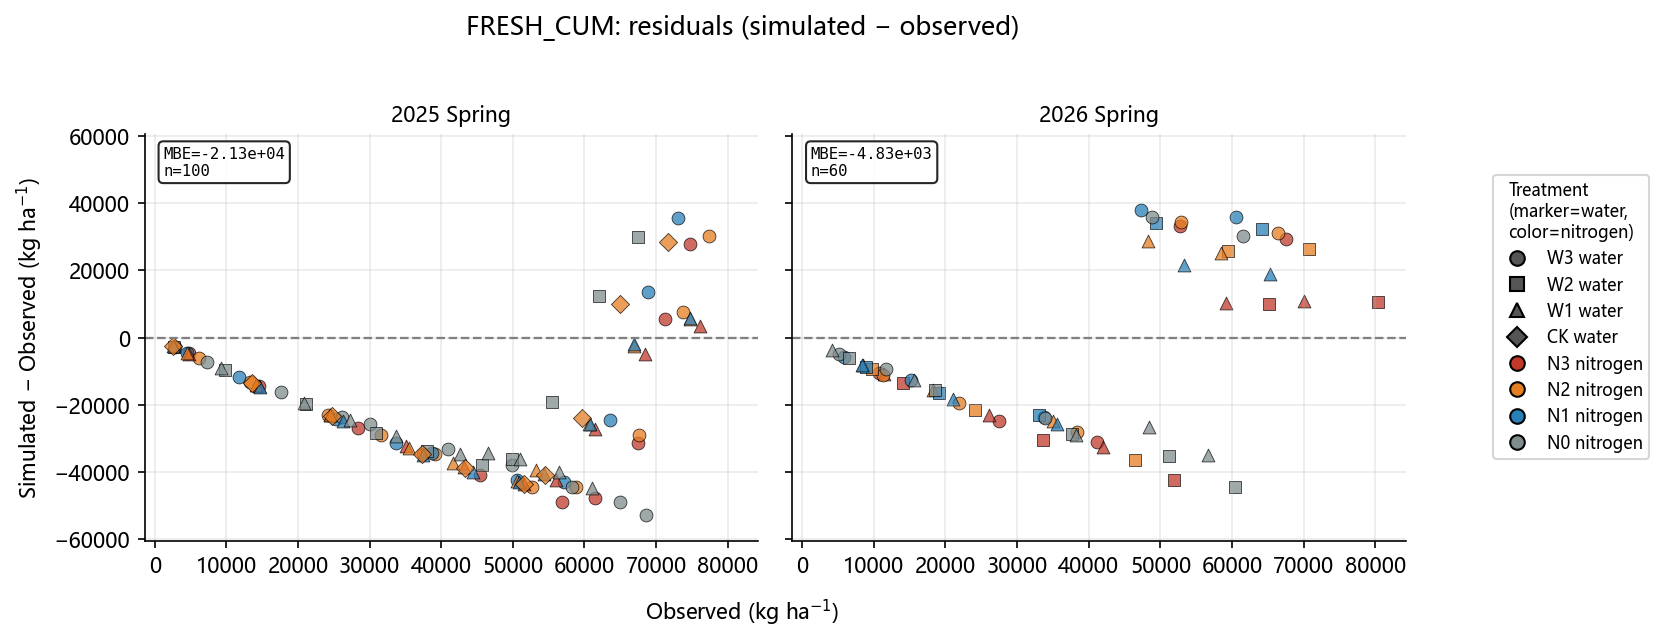 FRESH_CUM: residuals (simulated − observed)
2025 Spring
2026 Spring
MBE=-2.13e+04
n=100
MBE=-4.83e+03
n=60
Simulated − Observed (kg ha⁻¹)
60000
40000
20000
0
−20000
−40000
−60000
0 10000 20000 30000 40000 50000 60000 70000 80000
0 10000 20000 30000 40000 50000 60000 70000 80000
Observed (kg ha⁻¹)
Treatment
(marker=water,
color=nitrogen)
W3 water
W2 water
W1 water
CK water
N3 nitrogen
N2 nitrogen
N1 nitrogen
N0 nitrogen